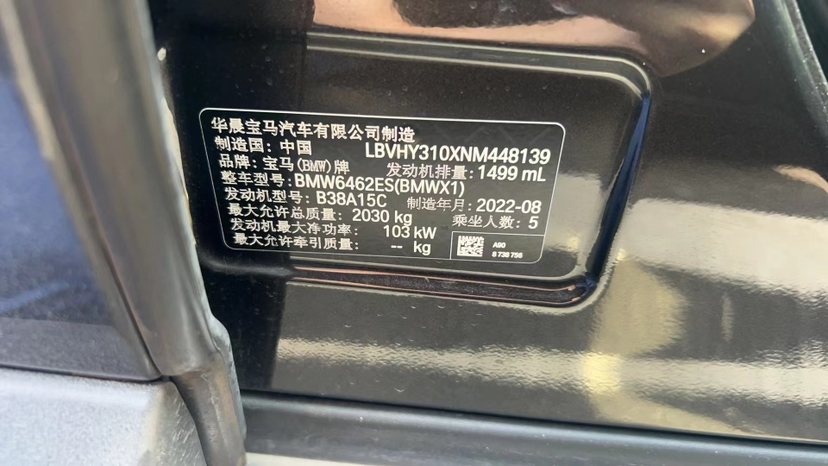 华晨宝马汽车有限公司制造
制造国：中国 LBVHY310XNM448139
品牌：宝马(BMW)牌 发动机排量：1499 mL
整车型号：BMW6462ES(BMWX1)
发动机型号：B38A15C 制造年月：2022-08
最大允许总质量：2030 kg 乘坐人数：5
发动机最大净功率：103 kW
最大允许牵引质量：-- kg
A90
8 738 756